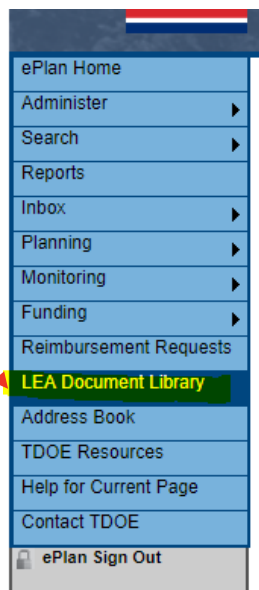 ePlan Home
Administer
Search
Reports
Inbox
Planning
Monitoring
Funding
Reimbursement Requests
LEA Document Library
Address Book
TDOE Resources
Help for Current Page
Contact TDOE
ePlan Sign Out